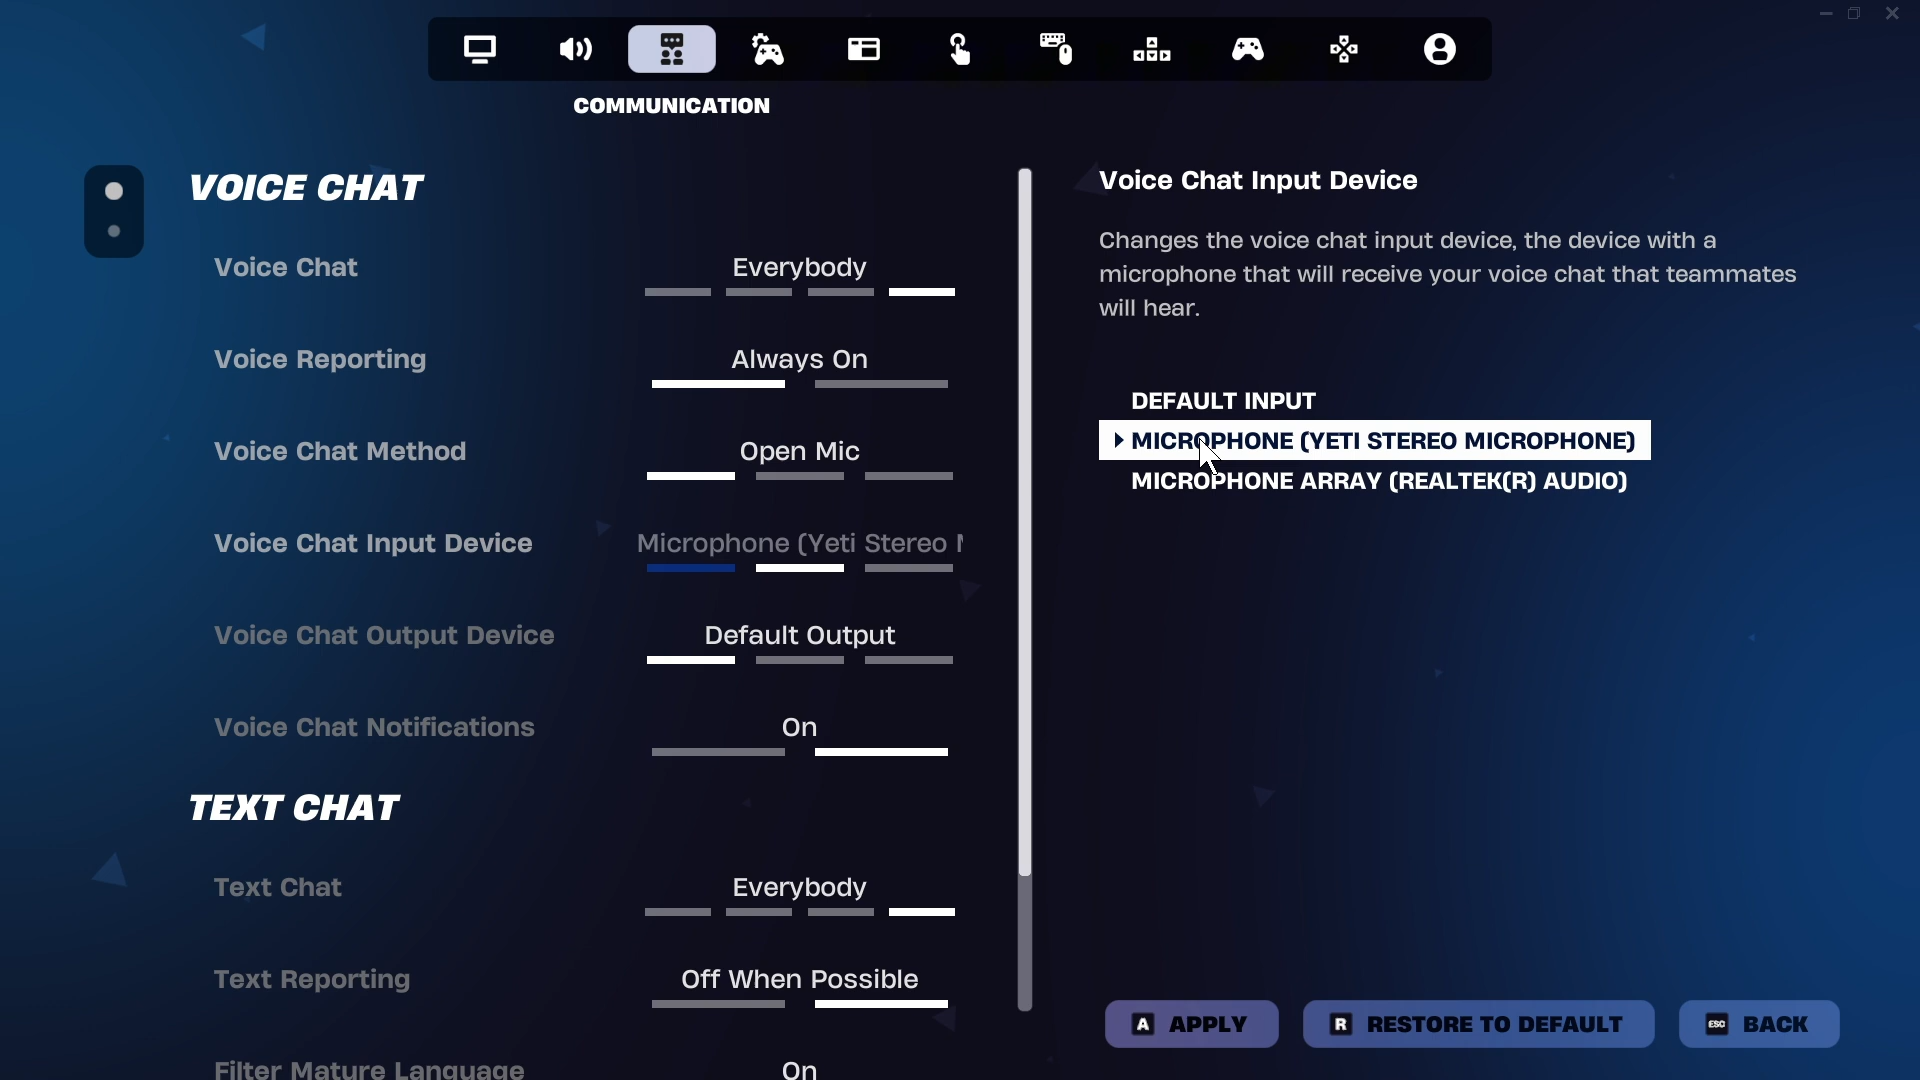 COMMUNICATION
VOICE CHAT
Voice Chat
Everybody
Voice Reporting
Always On
Voice Chat Method
Open Mic
Voice Chat Input Device
Microphone (Yeti Stereo
Voice Chat Output Device
Default Output
Voice Chat Notifications
On
TEXT CHAT
Text Chat
Everybody
Text Reporting
Off When Possible
Filter Mature Language
On
Voice Chat Input Device
Changes the voice chat input device, the device with a
microphone that will receive your voice chat that teammates
will hear.
DEFAULT INPUT
MICROPHONE (YETI STEREO MICROPHONE)
MICROPHONE ARRAY (REALTEK(R) AUDIO)
A APPLY
R RESTORE TO DEFAULT
ESC BACK